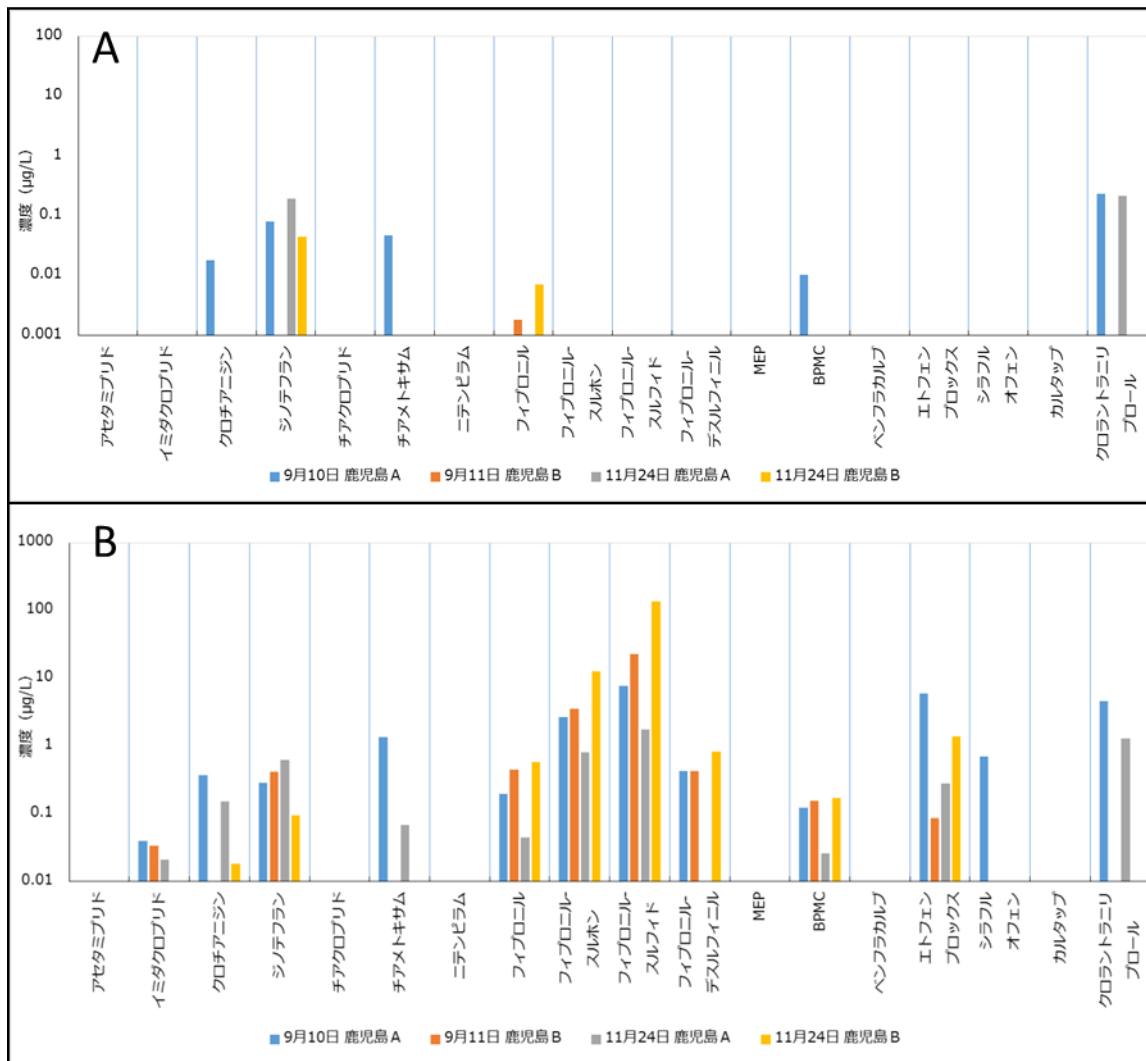 A
100
10
1
0.1
0.01
0.001
濃度（μg/L）
アセタミプリド
イミダクロプリド
クロチアニジン
ジノテフラン
チアクロプリド
チアメトキサム
ニテンピラム
フィプロニル
フィプロニル-
スルホン
フィプロニル-
スルフィド
フィプロニル-
デスルフィニル
MEP
BPMC
ベンフラカルブ
エトフェン
プロックス
シラフル
オフェン
カルタップ
クロラントラニリ
プロール
9月10日 鹿児島A 9月11日 鹿児島B 11月24日 鹿児島A 11月24日 鹿児島B
B
1000
100
10
1
0.1
0.01
濃度（μg/L）
アセタミプリド
イミダクロプリド
クロチアニジン
ジノテフラン
チアクロプリド
チアメトキサム
ニテンピラム
フィプロニル
フィプロニル-
スルホン
フィプロニル-
スルフィド
フィプロニル-
デスルフィニル
MEP
BPMC
ベンフラカルブ
エトフェン
プロックス
シラフル
オフェン
カルタップ
クロラントラニリ
プロール
9月10日 鹿児島A 9月11日 鹿児島B 11月24日 鹿児島A 11月24日 鹿児島B